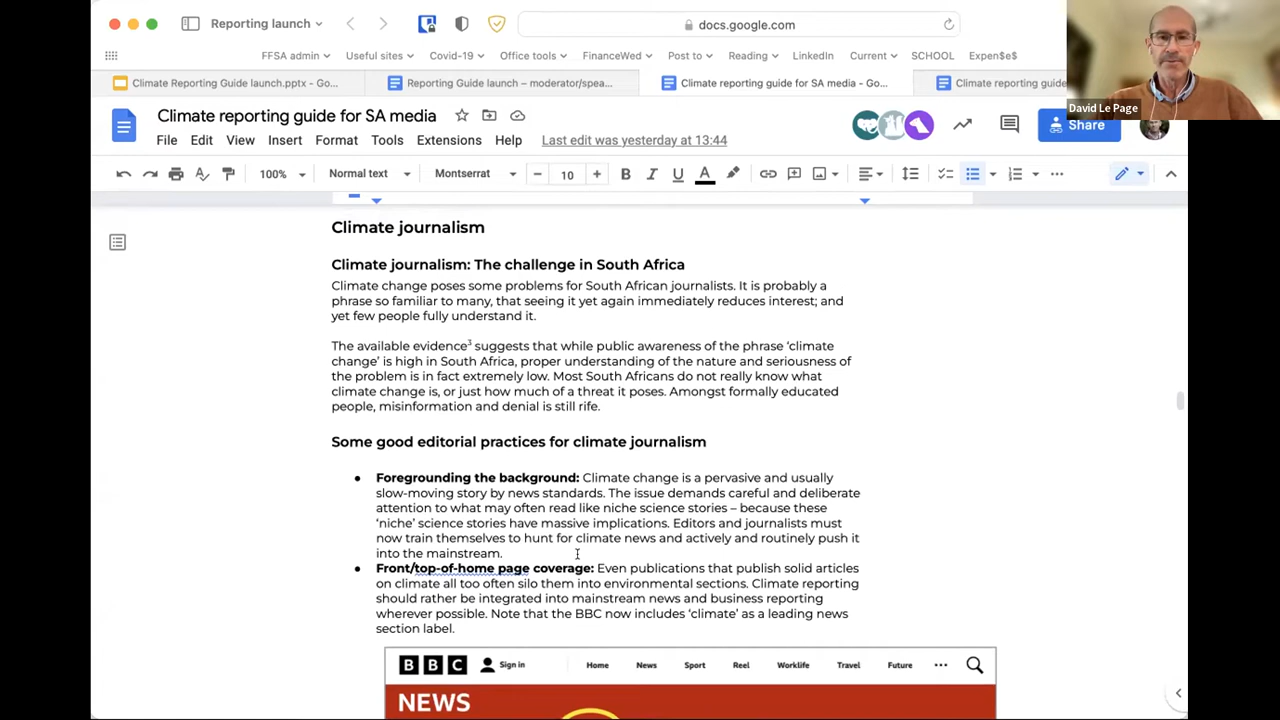 Reporting launch
docs.google.com
FFSA admin
Useful sites
Covid-19
Office tools
FinanceWed
Post to
Reading
LinkedIn
Current
SCHOOL
Expen$e$
Climate Reporting Guide launch.pptx - Go...
Reporting Guide launch – moderator/spea...
Climate reporting guide for SA media - Go...
Climate reporting guide
David Le Page
Climate reporting guide for SA media
Share
File Edit View Insert Format Tools Extensions Help Last edit was yesterday at 13:44
100% Normal text Montserrat − 10 + B I U A
Climate journalism
Climate journalism: The challenge in South Africa
Climate change poses some problems for South African journalists. It is probably a
phrase so familiar to many, that seeing it yet again immediately reduces interest; and
yet few people fully understand it.
The available evidence³ suggests that while public awareness of the phrase ‘climate
change’ is high in South Africa, proper understanding of the nature and seriousness of
the problem is in fact extremely low. Most South Africans do not really know what
climate change is, or just how much of a threat it poses. Amongst formally educated
people, misinformation and denial is still rife.
Some good editorial practices for climate journalism
● Foregrounding the background: Climate change is a pervasive and usually
slow-moving story by news standards. The issue demands careful and deliberate
attention to what may often read like niche science stories – because these
‘niche’ science stories have massive implications. Editors and journalists must
now train themselves to hunt for climate news and actively and routinely push it
into the mainstream.
● Front/top-of-home page coverage: Even publications that publish solid articles
on climate all too often silo them into environmental sections. Climate reporting
should rather be integrated into mainstream news and business reporting
wherever possible. Note that the BBC now includes ‘climate’ as a leading news
section label.
BBC Sign in Home News Sport Reel Worklife Travel Future
NEWS